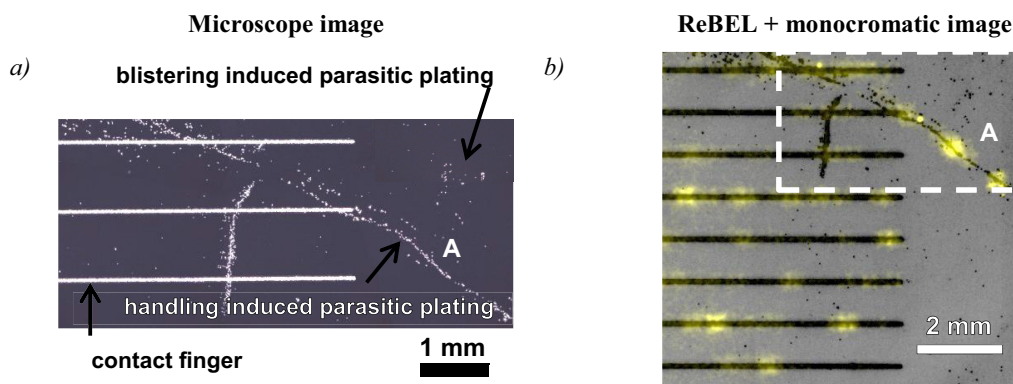 Microscope image
ReBEL + monocromatic image
a)
blistering induced parasitic plating
b)
A
A
handling induced parasitic plating
contact finger
1 mm
2 mm